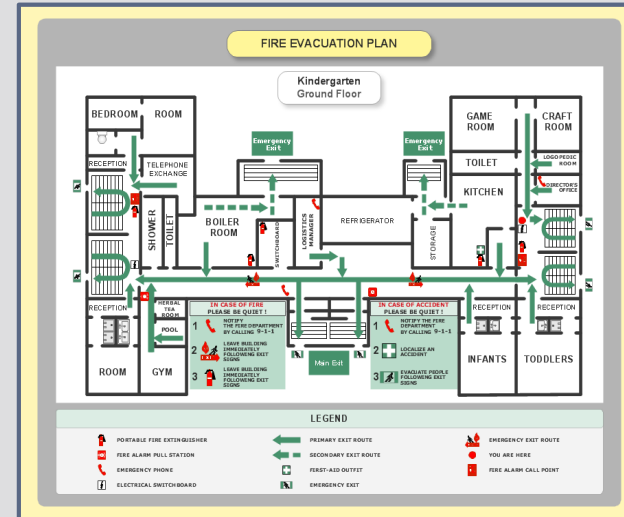 FIRE EVACUATION PLAN
Kindergarten
Ground Floor
BEDROOM
ROOM
GAME
ROOM
CRAFT
ROOM
Emergency
Exit
Emergency
Exit
RECEPTION
TELEPHONE
EXCHANGE
TOILET
LOGOPEDIC
ROOM
KITCHEN
DIRECTOR'S
OFFICE
SHOWER
TOILET
BOILER
ROOM
SWITCHBOARD
LOGISTICS
MANAGER
REFRIGERATOR
STORAGE
RECEPTION
HERBAL
TEA
ROOM
POOL
ROOM
GYM
IN CASE OF FIRE
PLEASE BE QUIET !
1
NOTIFY
THE FIRE DEPARTMENT
BY CALLING 9-1-1
2
LEAVE BUILDING
IMMEDIATELY
FOLLOWING EXIT
SIGNS
3
LEAVE BUILDING
IMMEDIATELY
FOLLOWING EXIT
SIGNS
Main Exit
IN CASE OF ACCIDENT
PLEASE BE QUIET !
1
NOTIFY THE FIRE
DEPARTMENT
BY CALLING 9-1-1
2
LOCALIZE AN
ACCIDENT
3
EVACUATE PEOPLE
FOLLOWING EXIT
SIGNS
RECEPTION
RECEPTION
INFANTS
TODDLERS
LEGEND
PORTABLE FIRE EXTINGUISHER
PRIMARY EXIT ROUTE
EMERGENCY EXIT ROUTE
FIRE ALARM PULL STATION
SECONDARY EXIT ROUTE
YOU ARE HERE
EMERGENCY PHONE
FIRST-AID OUTFIT
FIRE ALARM CALL POINT
ELECTRICAL SWITCHBOARD
EMERGENCY EXIT